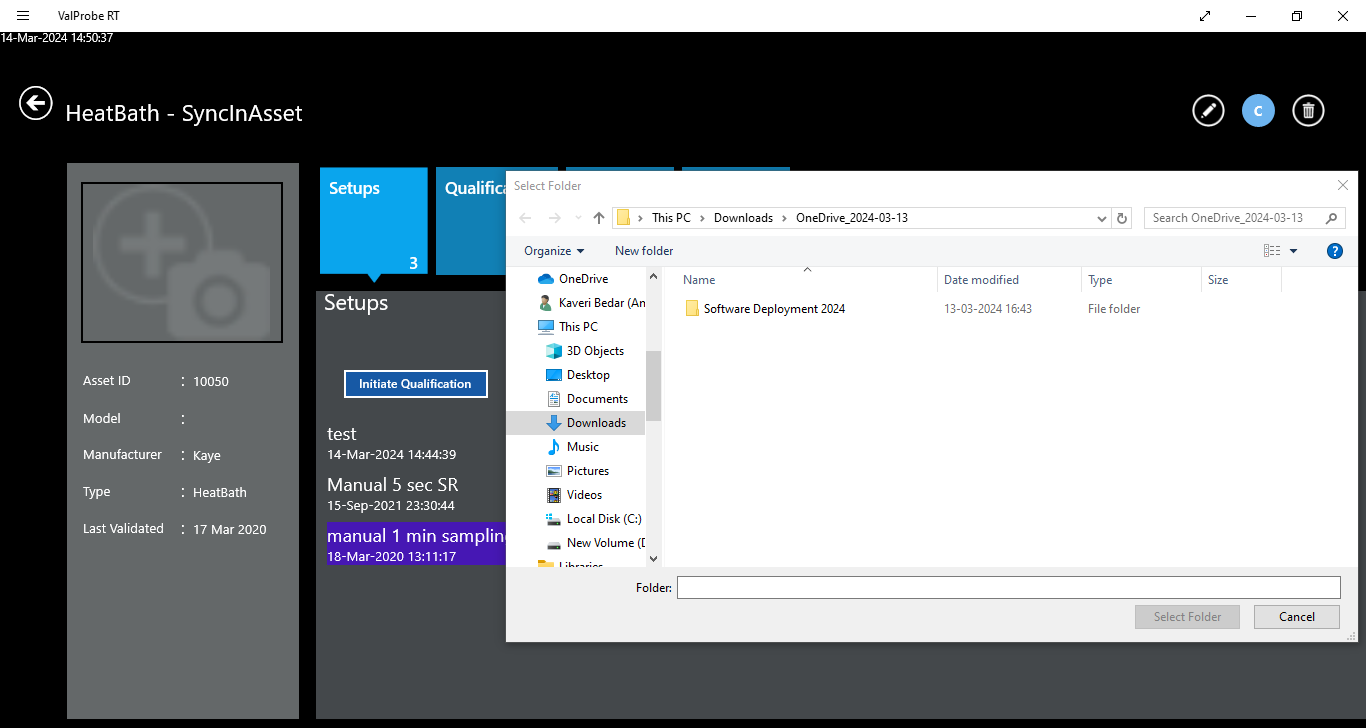 ValProbe RT
14-Mar-2024 14:50:37
HeatBath - SyncInAsset
C
Setups
3
Qualifica
Asset ID : 10050
Model :
Manufacturer : Kaye
Type : HeatBath
Last Validated : 17 Mar 2020
Setups
Initiate Qualification
test
14-Mar-2024 14:44:39
Manual 5 sec SR
15-Sep-2021 23:30:44
manual 1 min sampling
18-Mar-2020 13:11:17
Select Folder
This PC > Downloads > OneDrive_2024-03-13
Search OneDrive_2024-03-13
Organize
New folder
?
OneDrive
Kaveri Bedar (An
This PC
3D Objects
Desktop
Documents
Downloads
Music
Pictures
Videos
Local Disk (C:)
New Volume (D
Libraries
Name Date modified Type Size
Software Deployment 2024 13-03-2024 16:43 File folder
Folder:
Select Folder
Cancel